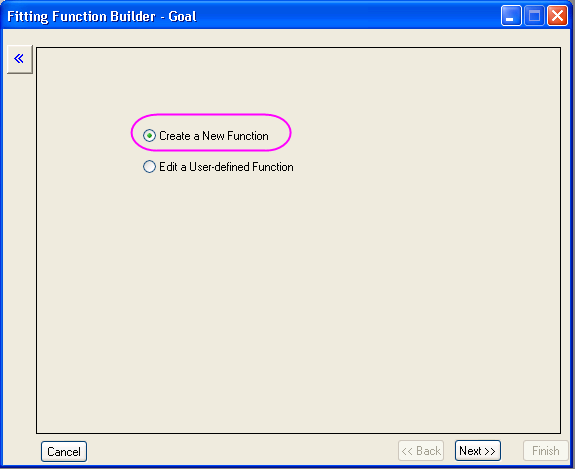 Fitting Function Builder - Goal
«
Create a New Function
Edit a User-defined Function
Cancel << Back Next >> Finish